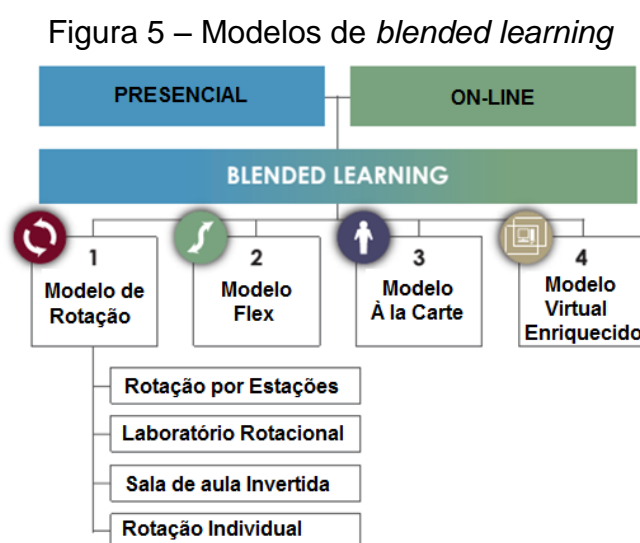 Figura 5 – Modelos de blended learning
PRESENCIAL
ON-LINE
BLENDED LEARNING
1
Modelo de
Rotação
2
Modelo
Flex
3
Modelo
À la Carte
4
Modelo
Virtual
Enriquecido
Rotação por Estações
Laboratório Rotacional
Sala de aula Invertida
Rotação Individual